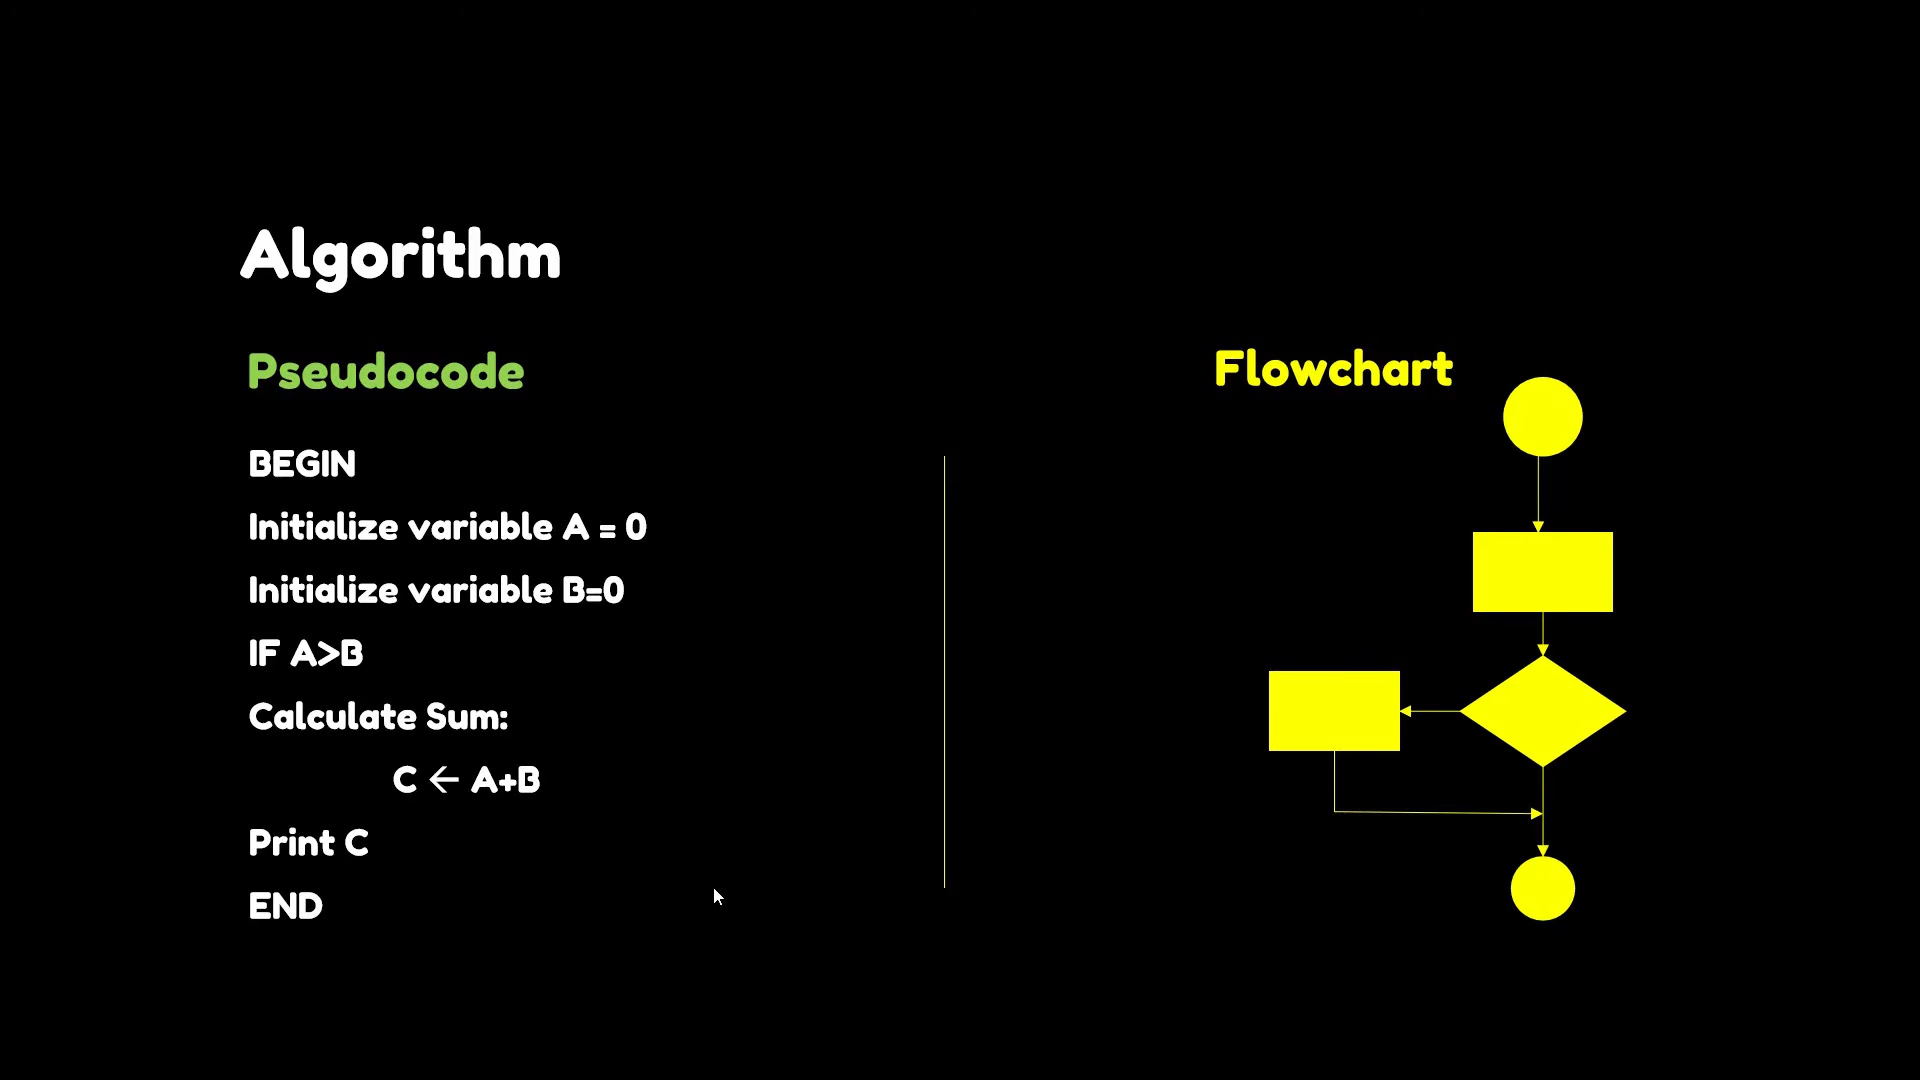 Algorithm
Pseudocode
BEGIN
Initialize variable A = 0
Initialize variable B=0
IF A>B
Calculate Sum:
C ← A+B
Print C
END
Flowchart